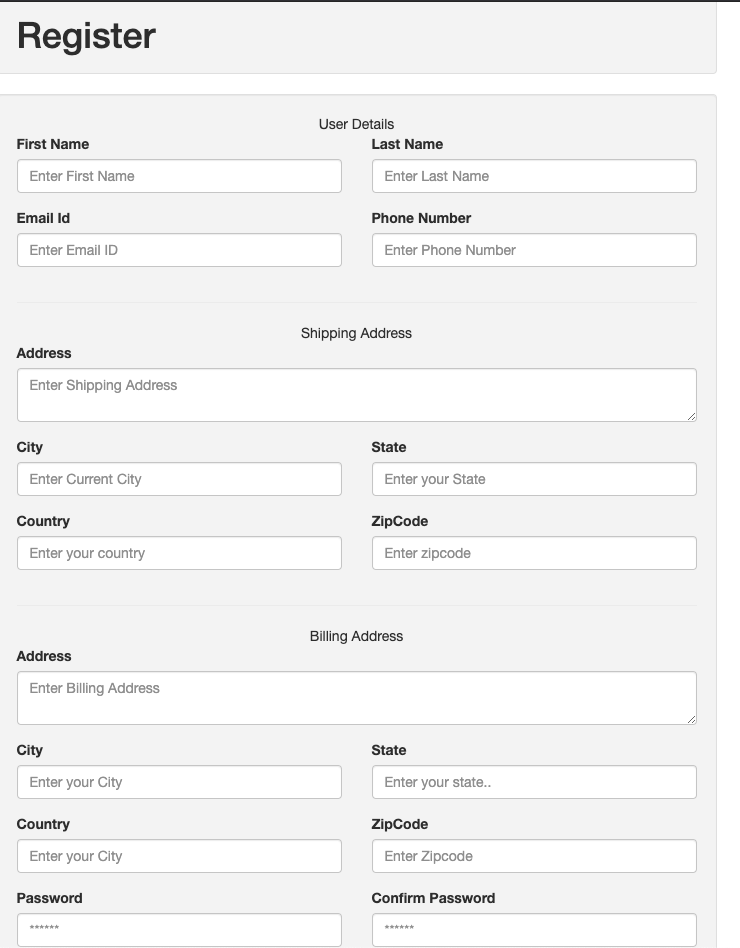 Register
User Details
First Name Last Name
Enter First Name Enter Last Name
Email Id Phone Number
Enter Email ID Enter Phone Number
Shipping Address
Address
Enter Shipping Address
City State
Enter Current City Enter your State
Country ZipCode
Enter your country Enter zipcode
Billing Address
Address
Enter Billing Address
City State
Enter your City Enter your state..
Country ZipCode
Enter your City Enter Zipcode
Password Confirm Password
****** ******